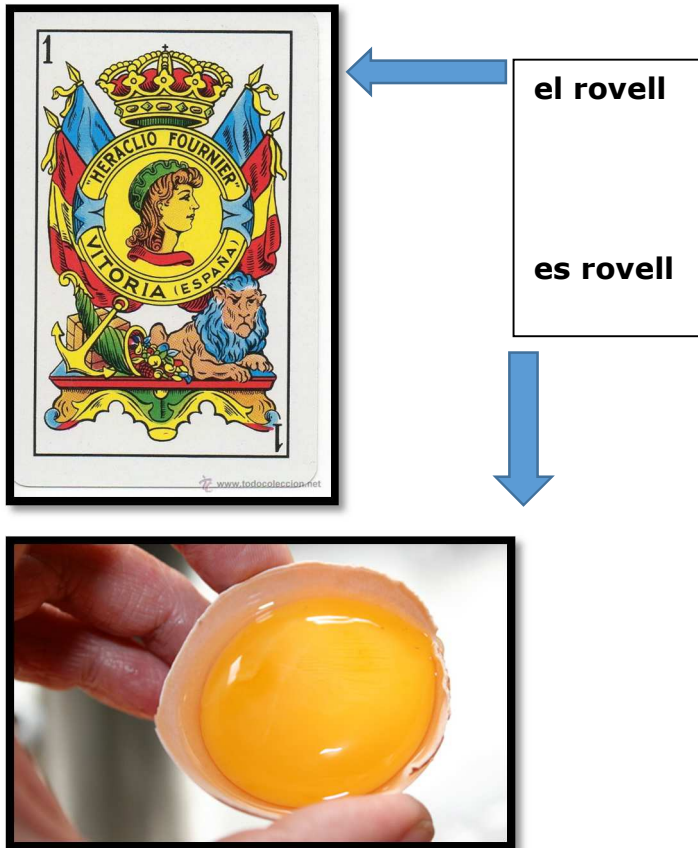 1
el rovell
"HERACLIO FOURNIER"
VITORIA (ESPAÑA)
es rovell
1
www.todocoleccion.net